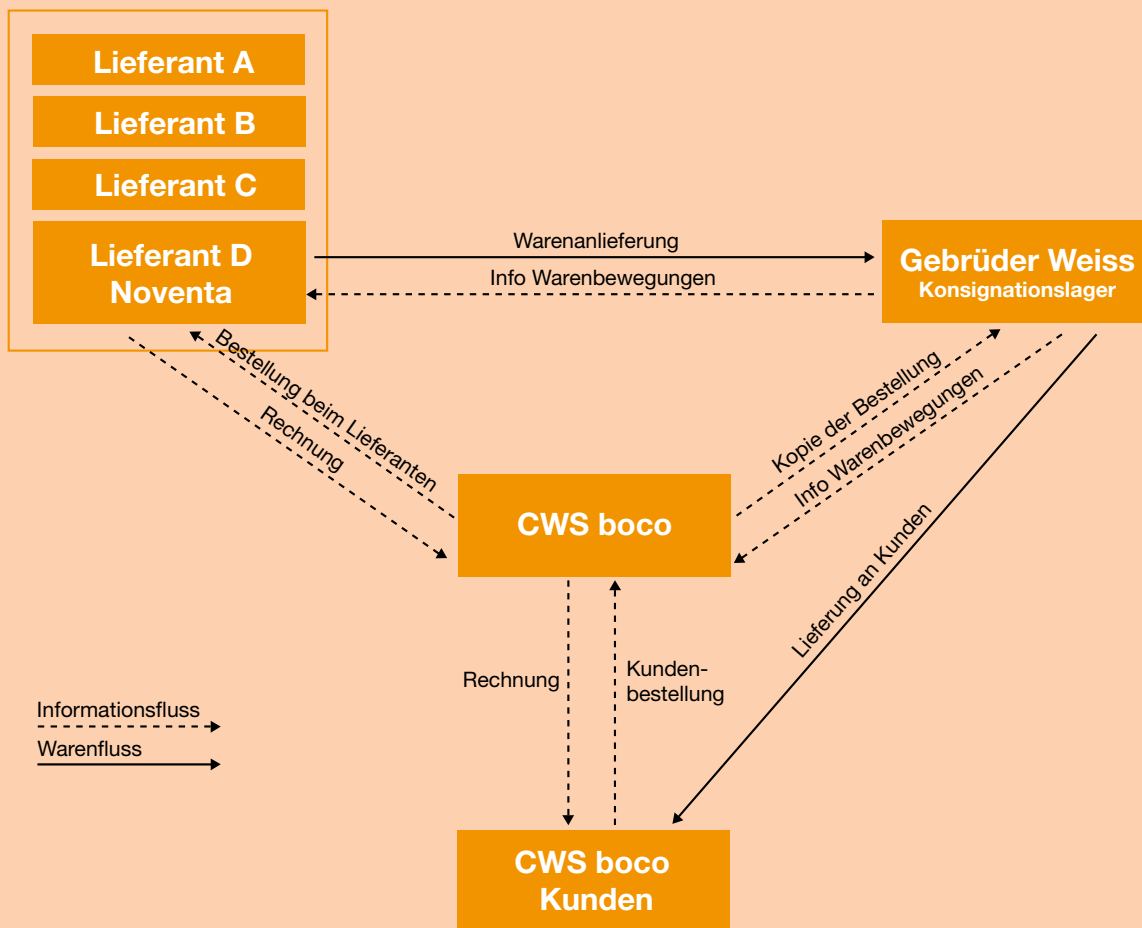 Lieferant A
Lieferant B
Lieferant C
Lieferant D
Noventa
Warenanlieferung
Info Warenbewegungen
Gebrüder Weiss
Konsignationslager
Bestellung beim Lieferanten
Rechnung
Kopie der Bestellung
Info Warenbewegungen
CWS boco
Lieferung an Kunden
Rechnung
Kunden-
bestellung
Informationsfluss
Warenfluss
CWS boco
Kunden